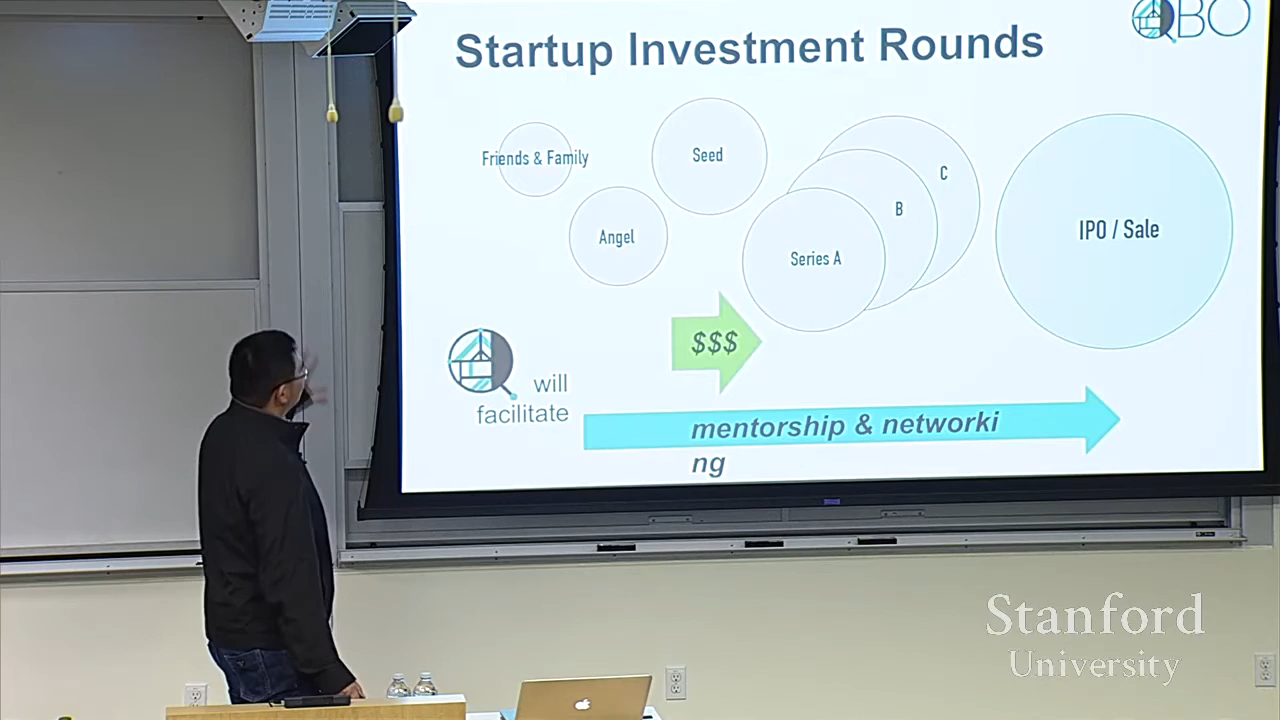 QBO
Startup Investment Rounds
Friends & Family
Seed
C
B
Angel
Series A
IPO / Sale
$$$
will
facilitate
mentorship & networki
ng
Stanford
University